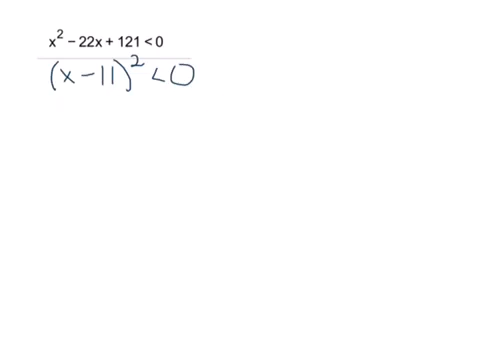 x² − 22x + 121 < 0
(x − 11)² < 0